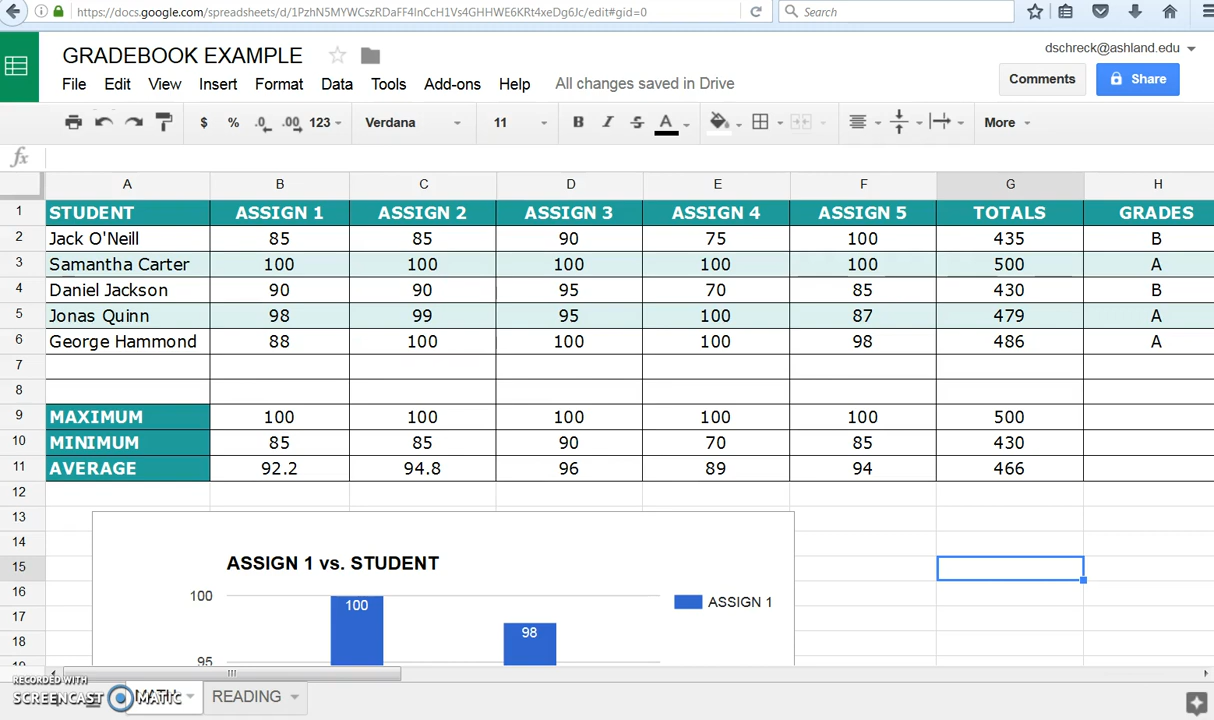 https://docs.google.com/spreadsheets/d/1PzhN5MYWCszRDaFF4InCcH1Vs4GHHWE6KRt4xeDg6Jc/edit#gid=0 Search
GRADEBOOK EXAMPLE dschreck@ashland.edu
File Edit View Insert Format Data Tools Add-ons Help All changes saved in Drive Comments Share
$ % .0 .00 123 Verdana 11 B I S A More
fx
A B C D E F G H
1 STUDENT ASSIGN 1 ASSIGN 2 ASSIGN 3 ASSIGN 4 ASSIGN 5 TOTALS GRADES
2 Jack O'Neill 85 85 90 75 100 435 B
3 Samantha Carter 100 100 100 100 100 500 A
4 Daniel Jackson 90 90 95 70 85 430 B
5 Jonas Quinn 98 99 95 100 87 479 A
6 George Hammond 88 100 100 100 98 486 A
7
8
9 MAXIMUM 100 100 100 100 100 500
10 MINIMUM 85 85 90 70 85 430
11 AVERAGE 92.2 94.8 96 89 94 466
12
13
14
15
16
17
18
19
ASSIGN 1 vs. STUDENT
100 100 ASSIGN 1
98
95
RECORDED WITH
SCREENCAST MATIC
MATH READING